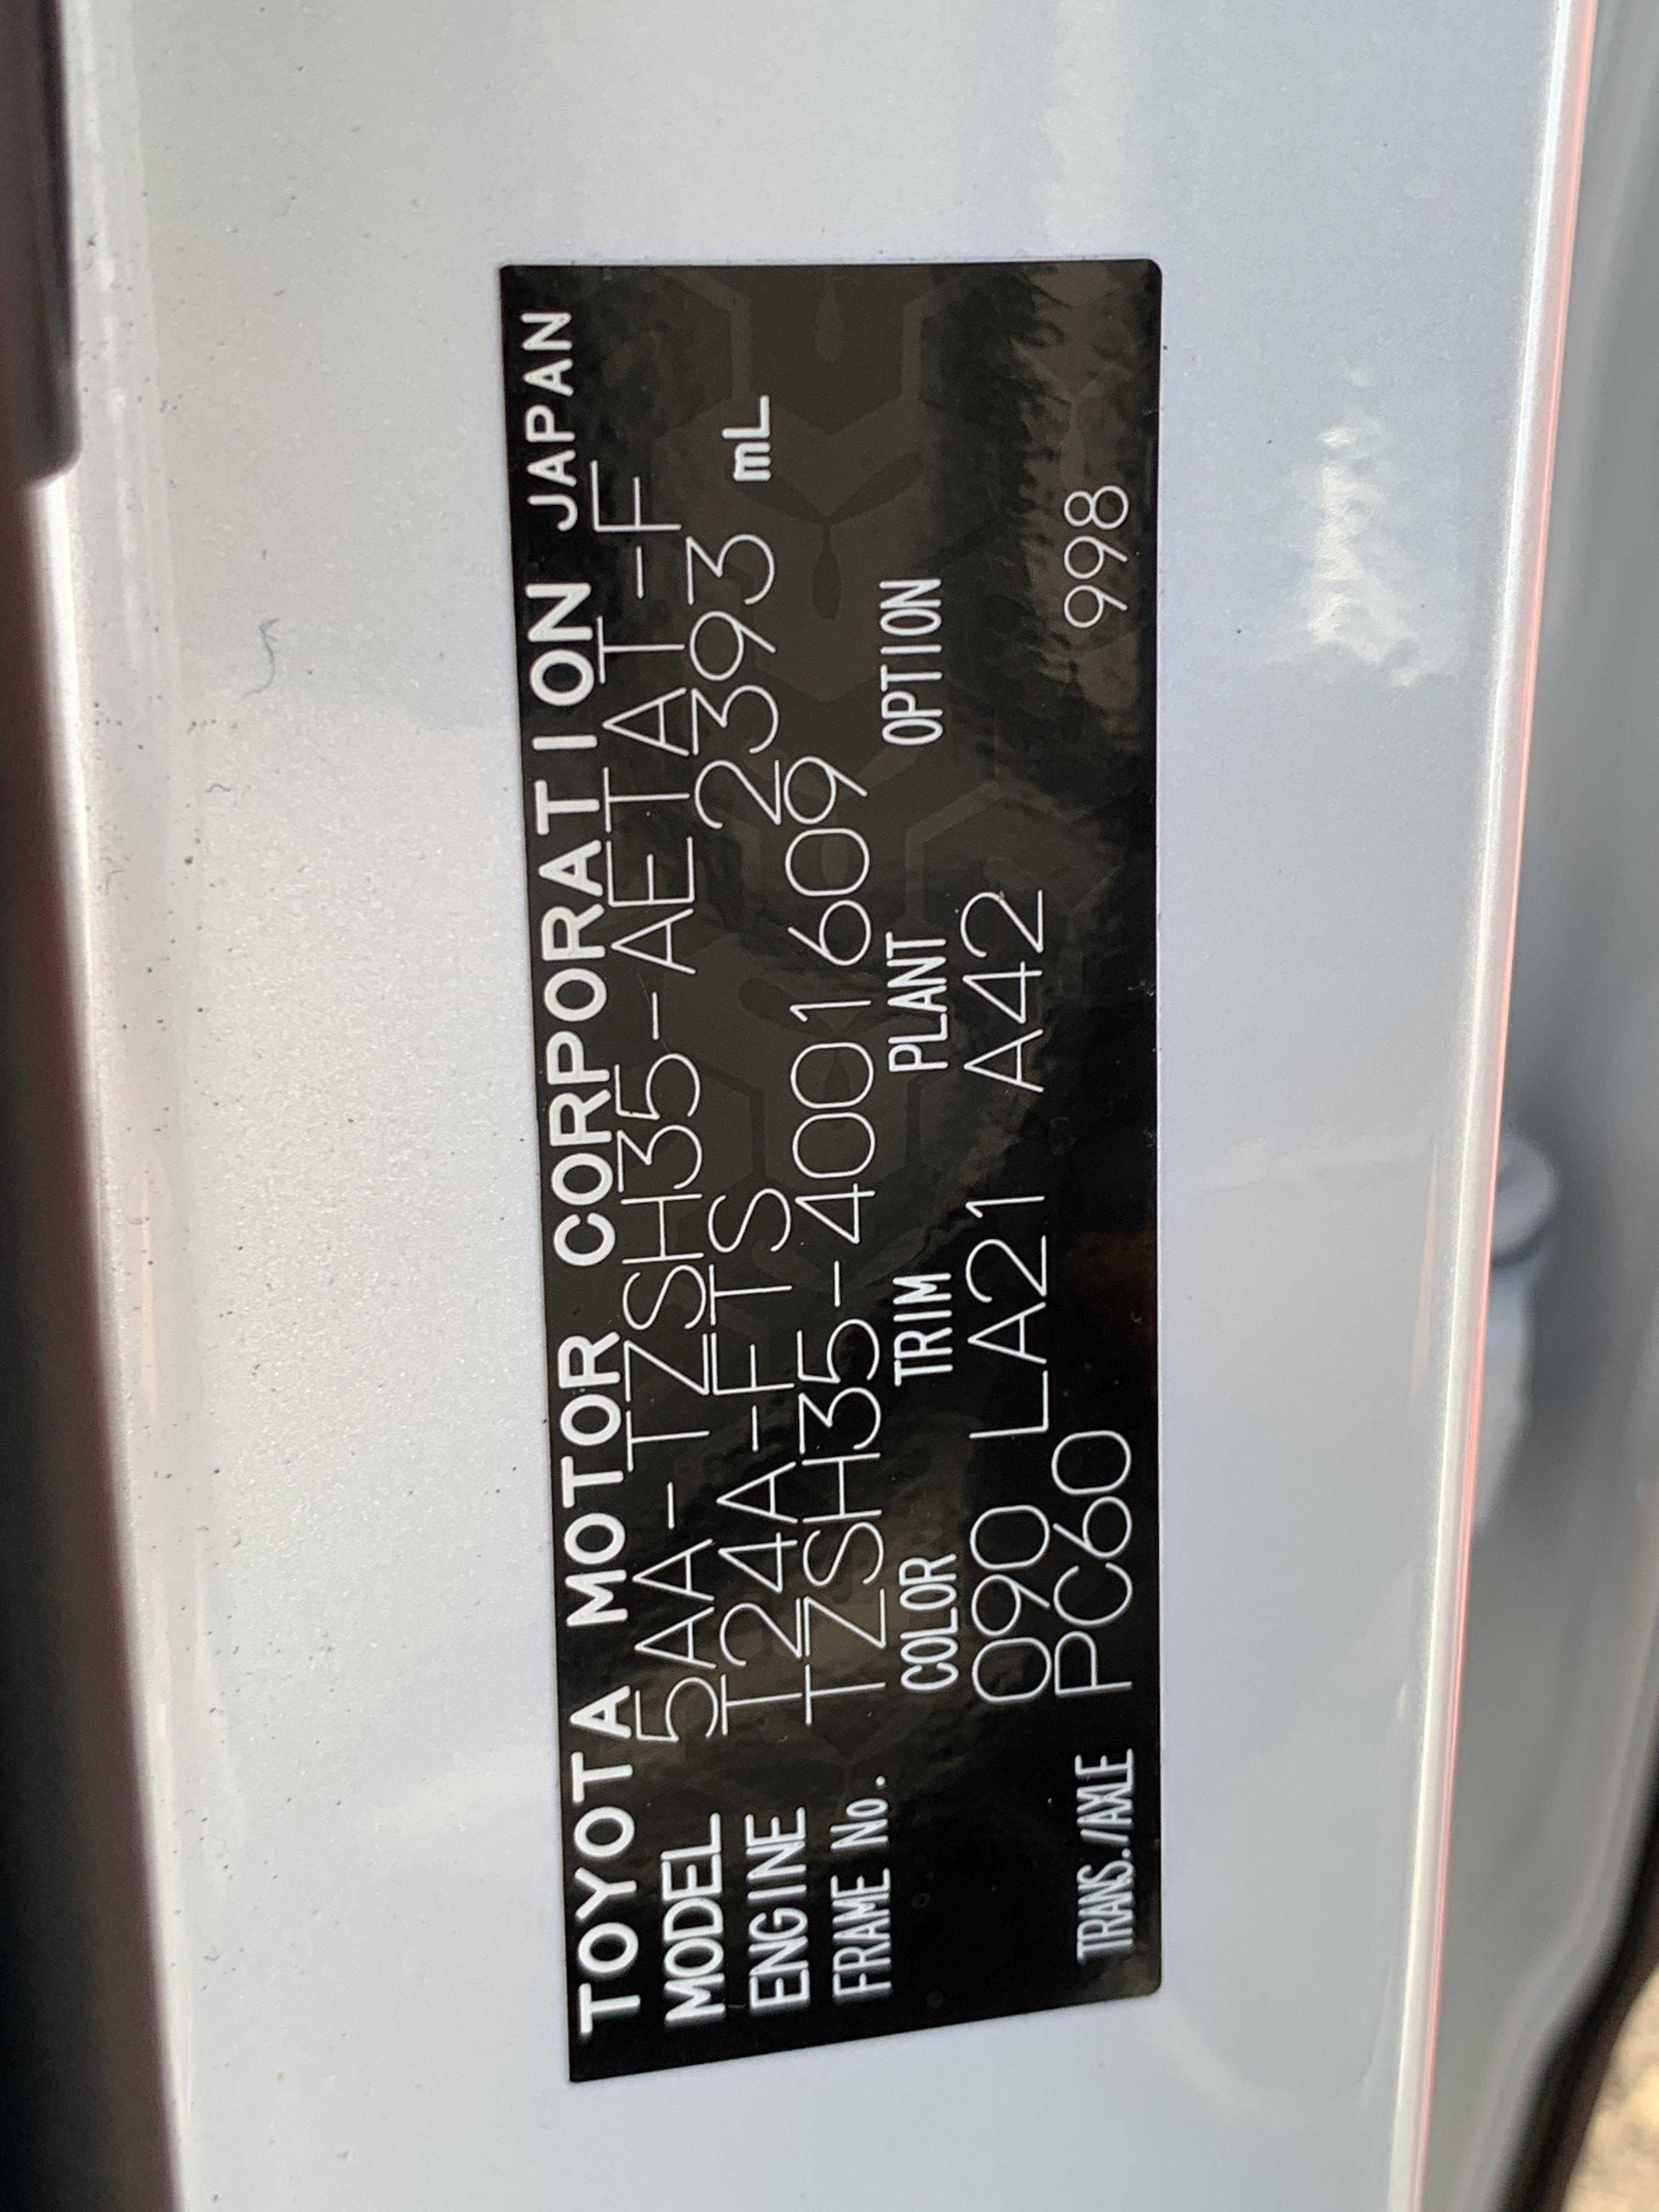 TOYOTA MOTOR CORPORATION JAPAN
MODEL 5AA-TZSH35-AETAT-F
ENGINE T24A-FTS 2393 mL
FRAME No. TZSH35-4001609
COLOR TRIM PLANT OPTION
090 LA21 A42
TRANS./AXLE PC60 998